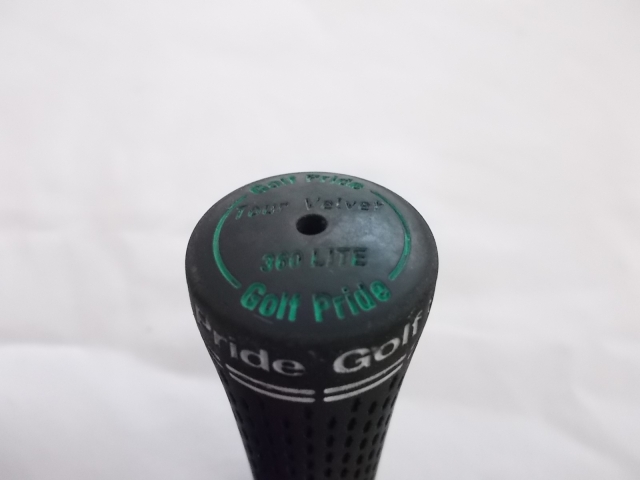 Golf Pride
Tour Velvet
360 LITE
Golf Pride
Pride Golf